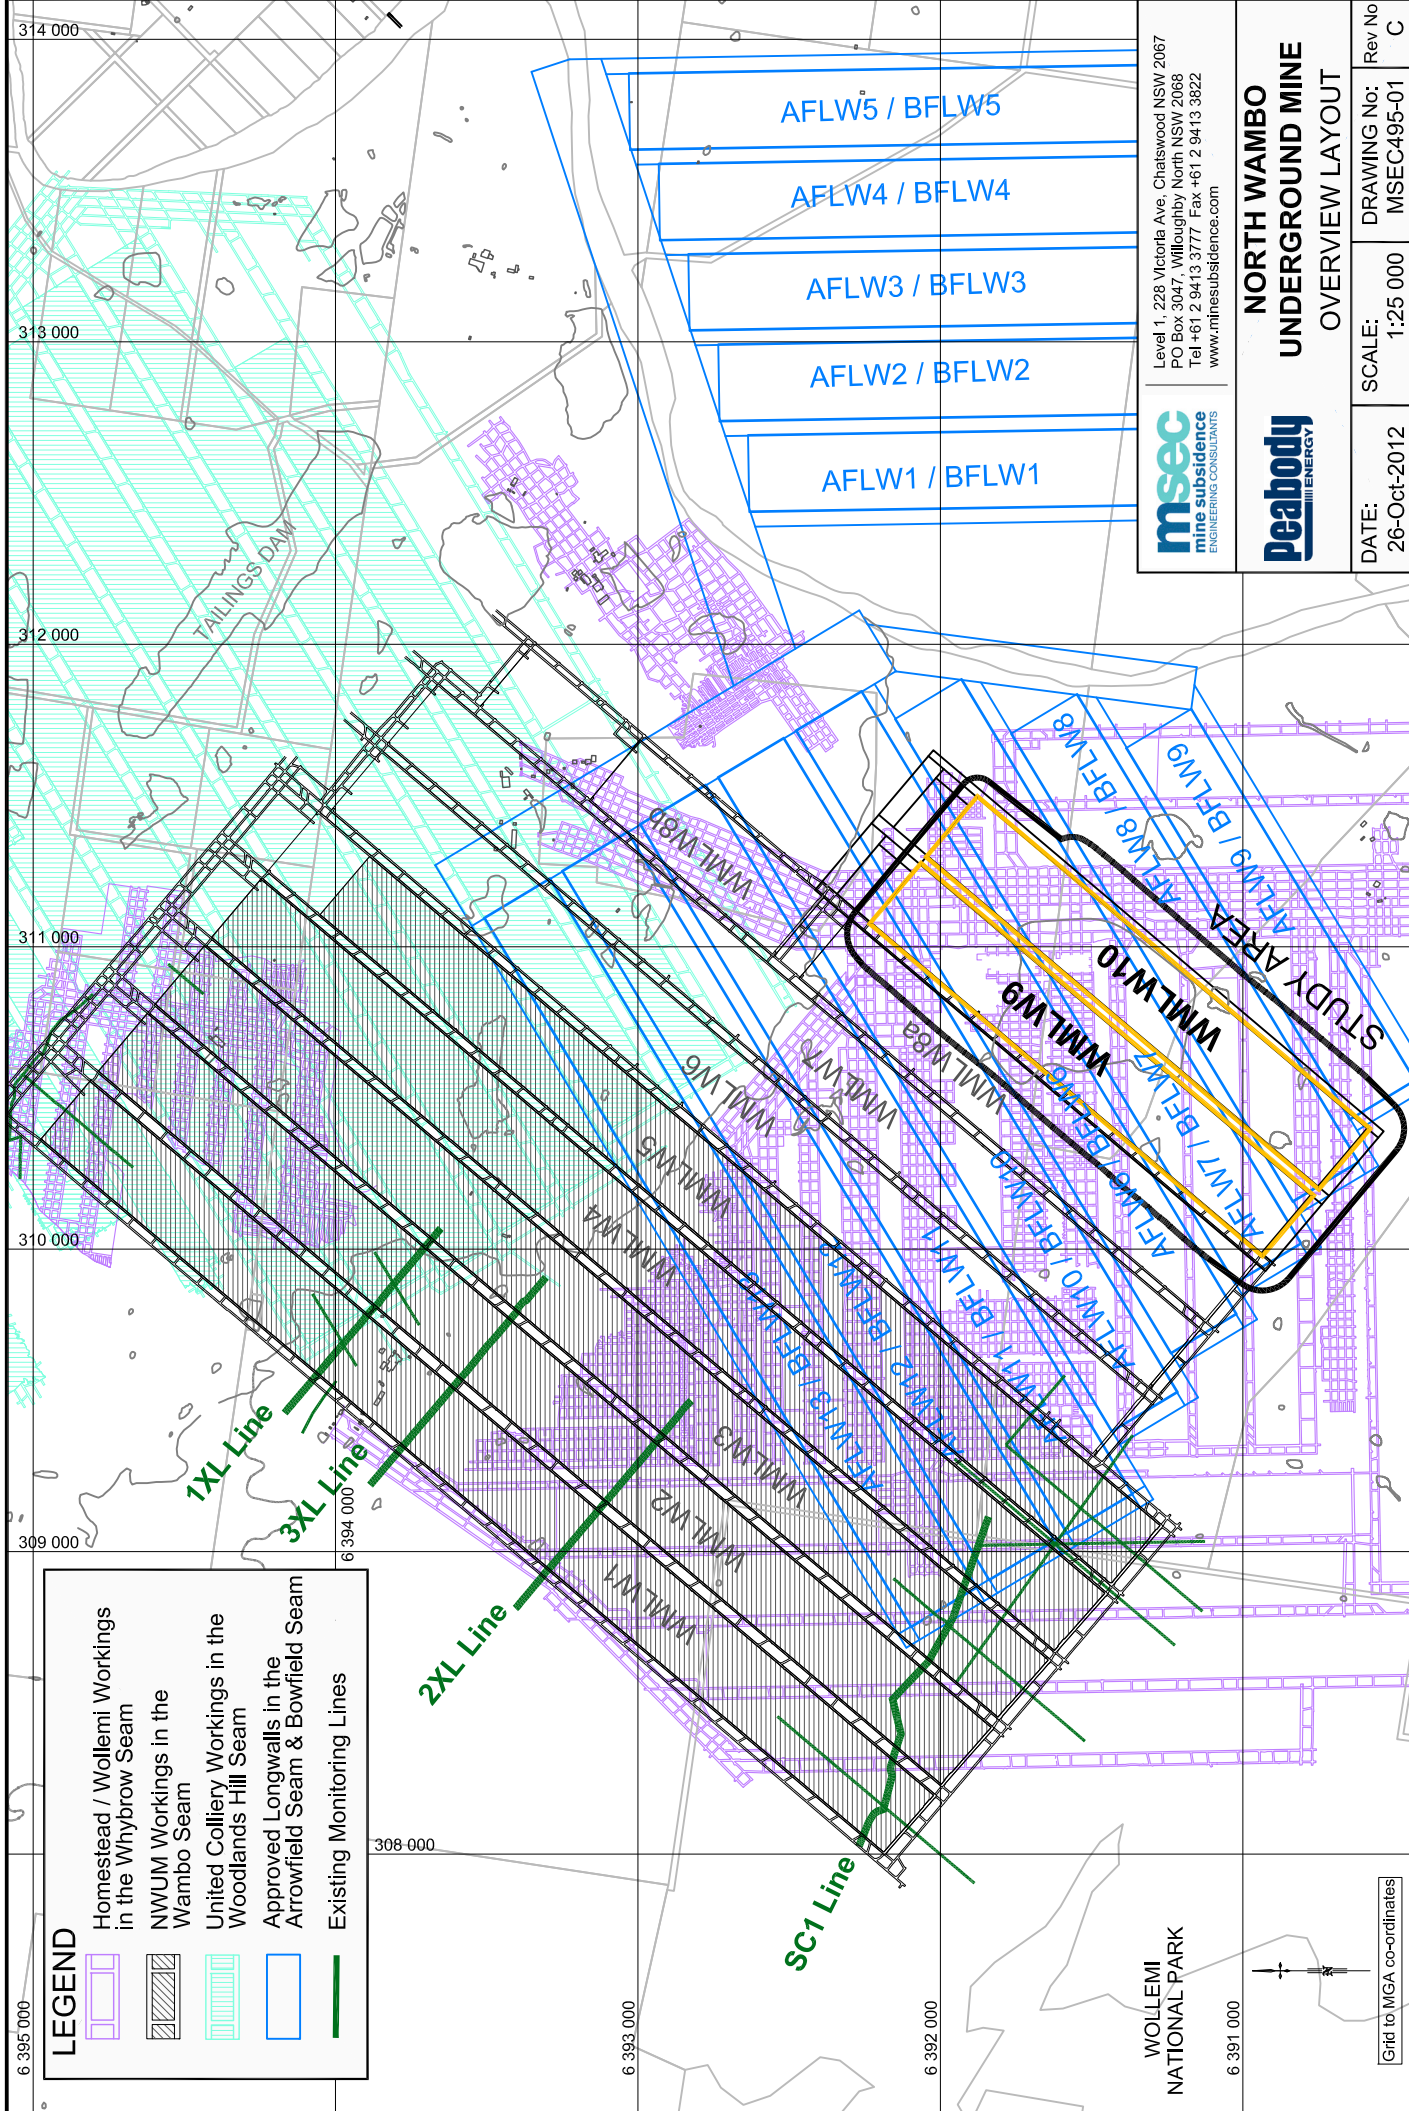 LEGEND
Homestead / Wollemi Workings
in the Whybrow Seam
NWUM Workings in the
Wambo Seam
United Colliery Workings in the
Woodlands Hill Seam
Approved Longwalls in the
Arrowfield Seam & Bowfield Seam
Existing Monitoring Lines
314 000
313 000
312 000
311 000
310 000
309 000
308 000
6 395 000
6 394 000
6 393 000
6 392 000
6 391 000
TAILINGS DAM
1XL Line
3XL Line
2XL Line
SC1 Line
WMLW1
WMLW2
WMLW3
WMLW4
WMLW5
WMLW6
WMLW7
WMLW8a
WMLW8b
WMLW9
WMLW10
STUDY AREA
AFLW1 / BFLW1
AFLW2 / BFLW2
AFLW3 / BFLW3
AFLW4 / BFLW4
AFLW5 / BFLW5
AFLW6 / BFLW6
AFLW7 / BFLW7
AFLW8 / BFLW8
AFLW9 / BFLW9
AFLW10 / BFLW10
AFLW11 / BFLW11
AFLW12 / BFLW12
AFLW13 / BFLW13
WOLLEMI
NATIONAL PARK
N
Grid to MGA co-ordinates
msec
mine subsidence
ENGINEERING CONSULTANTS
Level 1, 228 Victoria Ave, Chatswood NSW 2067
PO Box 3047, Willoughby North NSW 2068
Tel +61 2 9413 3777 Fax +61 2 9413 3822
www.minesubsidence.com
Peabody
ENERGY
NORTH WAMBO
UNDERGROUND MINE
OVERVIEW LAYOUT
DATE:
26-Oct-2012
SCALE:
1:25 000
DRAWING No:
MSEC495-01
Rev No
C